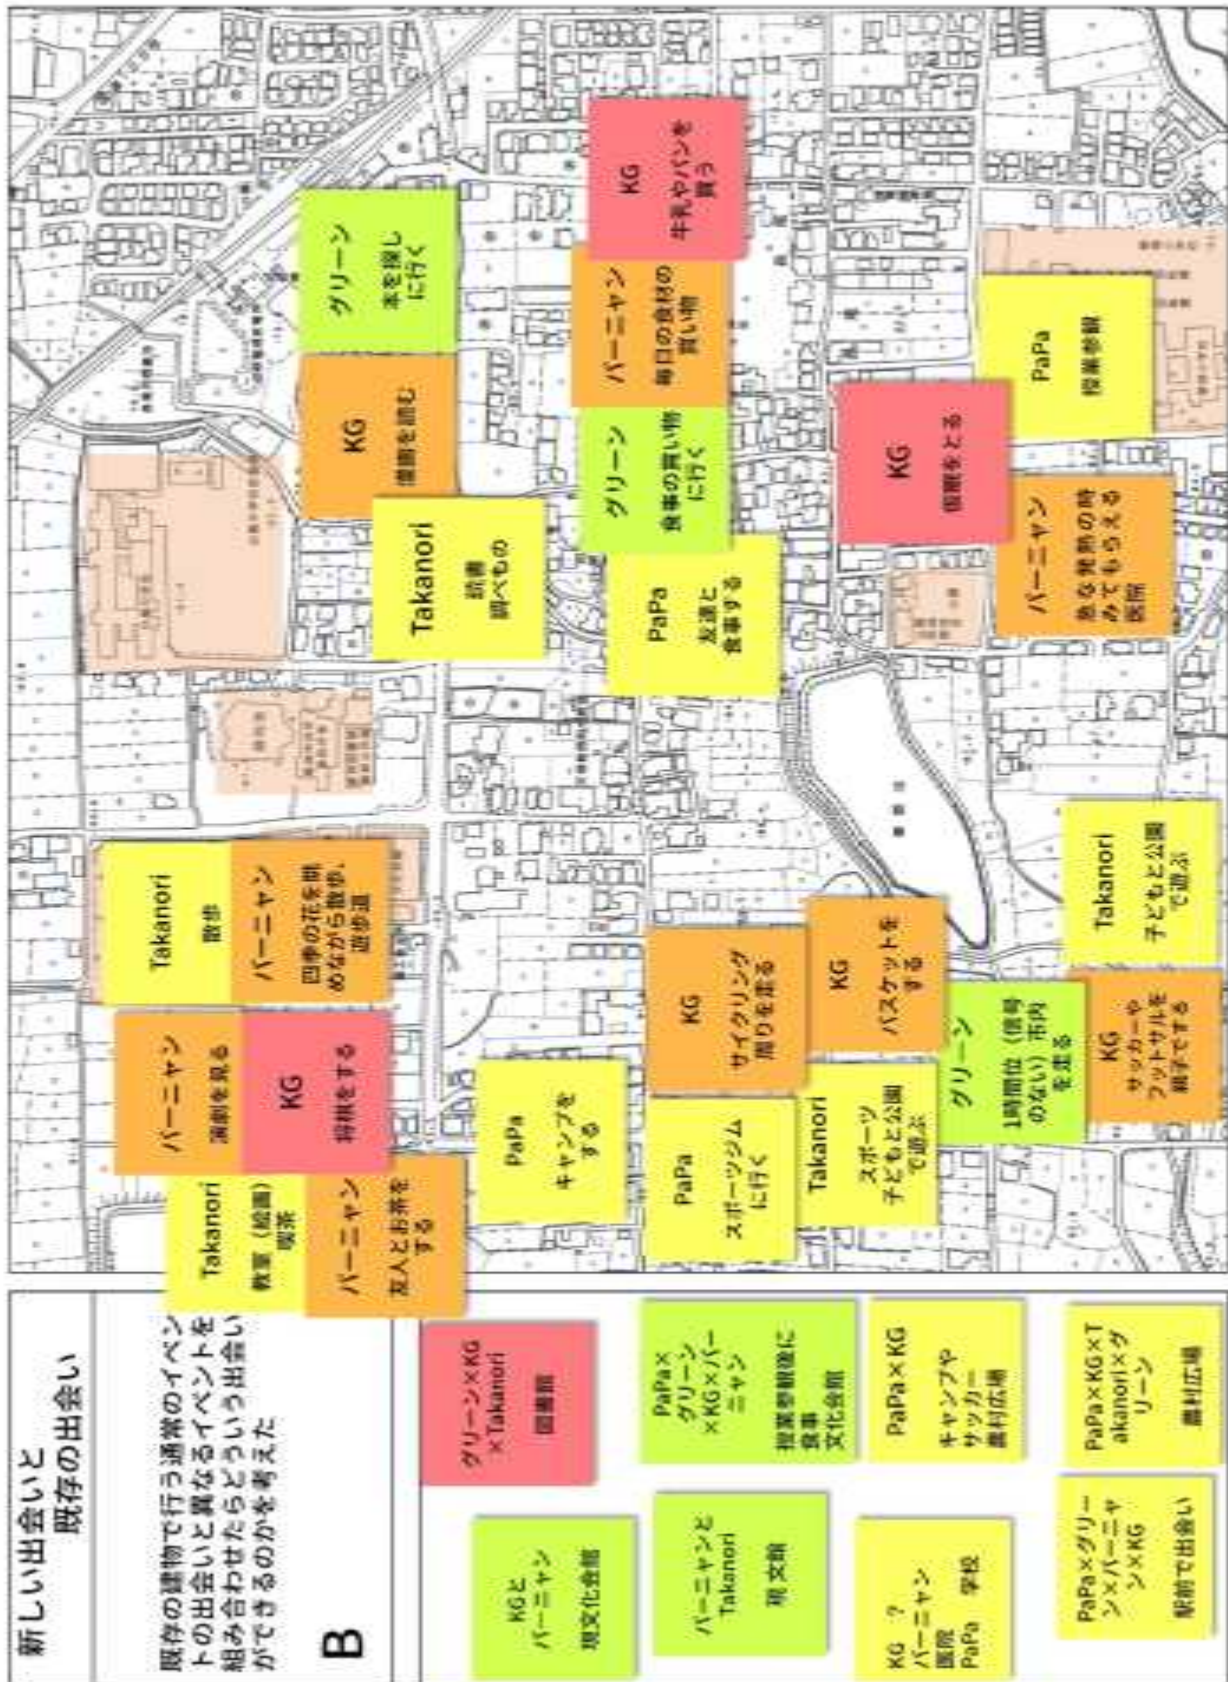 新しい出会いと
既存の出会い
既存の建物で行う通常のイベン
トの出会いと異なるイベントを
組み合わせたらどういう出会い
ができるのかを考えた
B
KGと
バーニャン
現文化会館
グリーン×KG
×Takanori
図書館
バーニャンと
Takanori
現 文館
PaPa×
グリーン
×KG×バー
ニャン
授業参観後に
食事
文化会館
KG ?
バーニャン
医院
PaPa 学校
PaPa×KG
キャンプや
サッカー
農村広場
PaPa×グリー
ン×バーニャ
ン×KG
駅前で出会い
PaPa×KG×T
akanori×グ
リーン
農村広場
Takanori
教室（絵画）
喫茶
バーニャン
友人とお茶を
する
バーニャン
演劇を見る
KG
将棋をする
Takanori
散歩
バーニャン
四季の花を眺
めながら散歩、
遊歩道
Takanori
読書
調べもの
KG
漫画を読む
グリーン
本を探し
に行く
PaPa
キャンプを
する
PaPa
友達と
食事する
グリーン
食事の買い物
に行く
バーニャン
毎日の食材の
買い物
KG
牛乳やパンを
買う
PaPa
スポーツジム
に行く
KG
サイクリング
周りを走る
Takanori
スポーツ
子どもと公園
で遊ぶ
KG
バスケットを
する
グリーン
1時間位（信号
のない）市内
を走る
KG
サッカーや
フットサルを
親子でする
Takanori
子どもと公園
で遊ぶ
KG
仮眠をとる
バーニャン
急な発熱の時
みてもらえる
医院
PaPa
授業参観